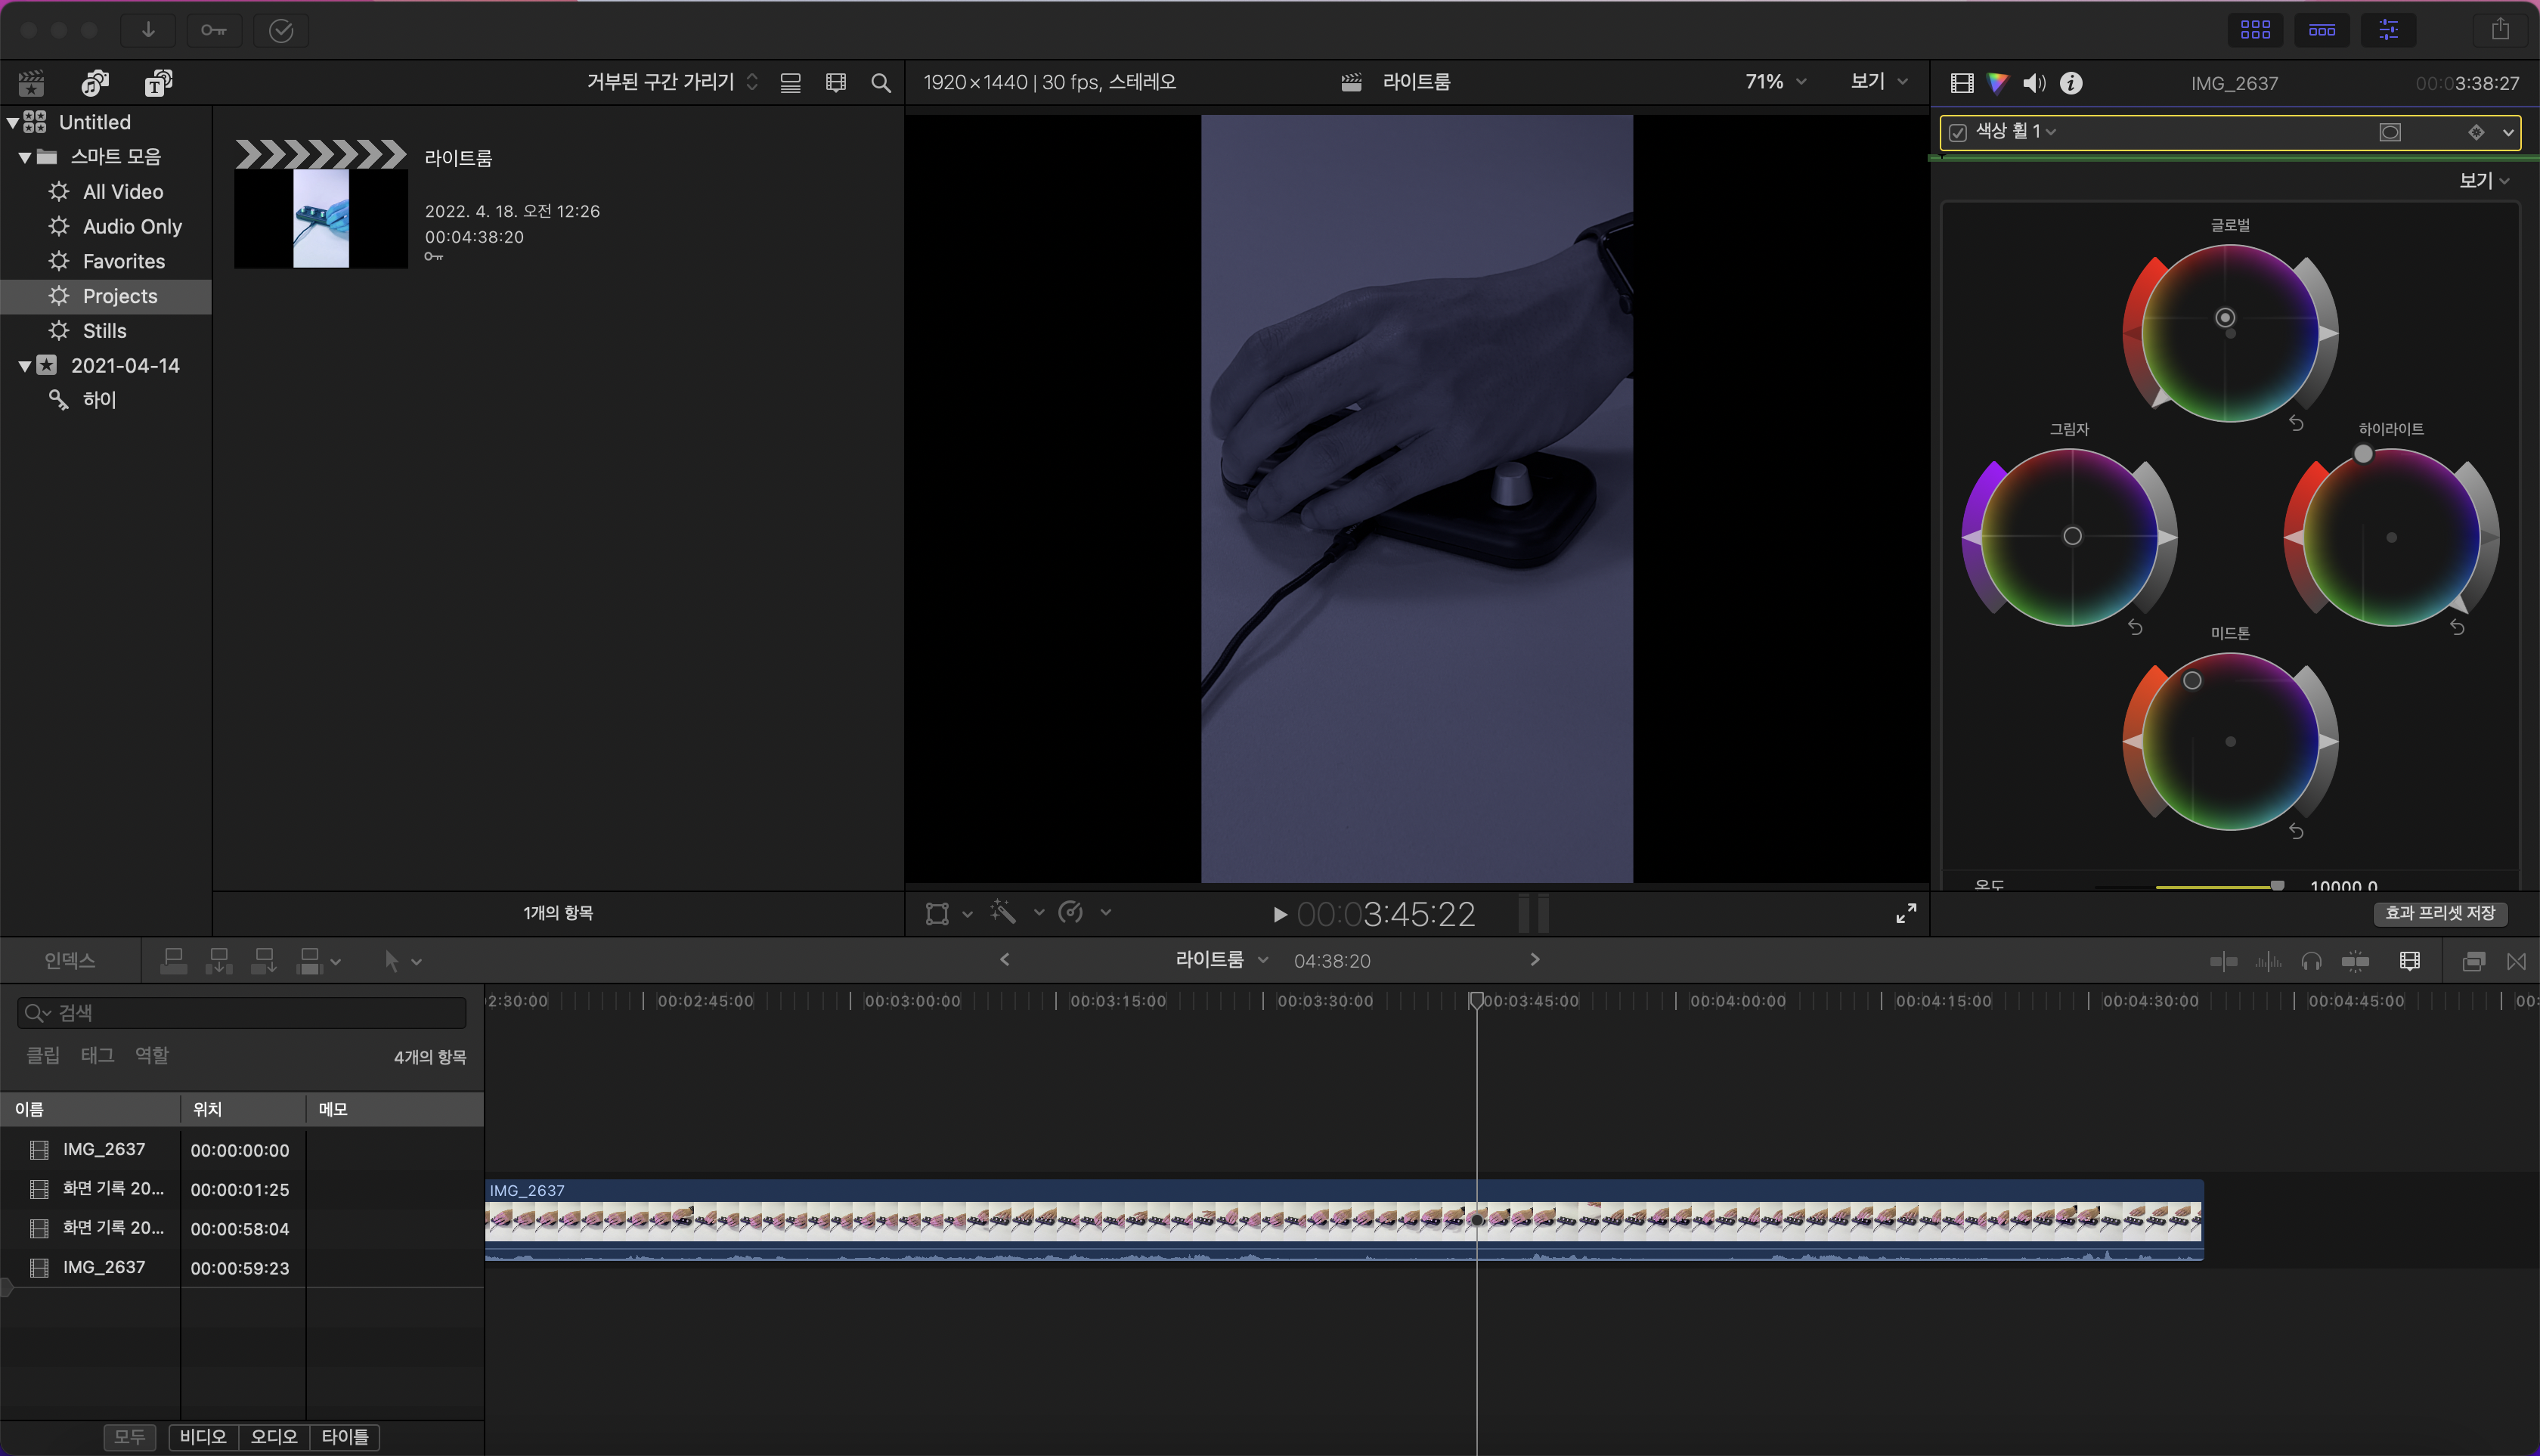 거부된 구간 가리기
1920×1440 | 30 fps, 스테레오
라이트룸
71%
보기
IMG_2637
00:03:38:27
Untitled
스마트 모음
All Video
Audio Only
Favorites
Projects
Stills
2021-04-14
하이
라이트룸
2022. 4. 18. 오전 12:26
00:04:38:20
1개의 항목
00:03:45:22
색상 휠 1
보기
글로벌
그림자
하이라이트
미드톤
온도
10000.0
효과 프리셋 저장
인덱스
라이트룸
04:38:20
검색
클립 태그 역할
4개의 항목
이름 위치 메모
IMG_2637 00:00:00:00
화면 기록 20... 00:00:01:25
화면 기록 20... 00:00:58:04
IMG_2637 00:00:59:23
모두 비디오 오디오 타이틀
2:30:00 00:02:45:00 00:03:00:00 00:03:15:00 00:03:30:00 00:03:45:00 00:04:00:00 00:04:15:00 00:04:30:00 00:04:45:00 00:
IMG_2637